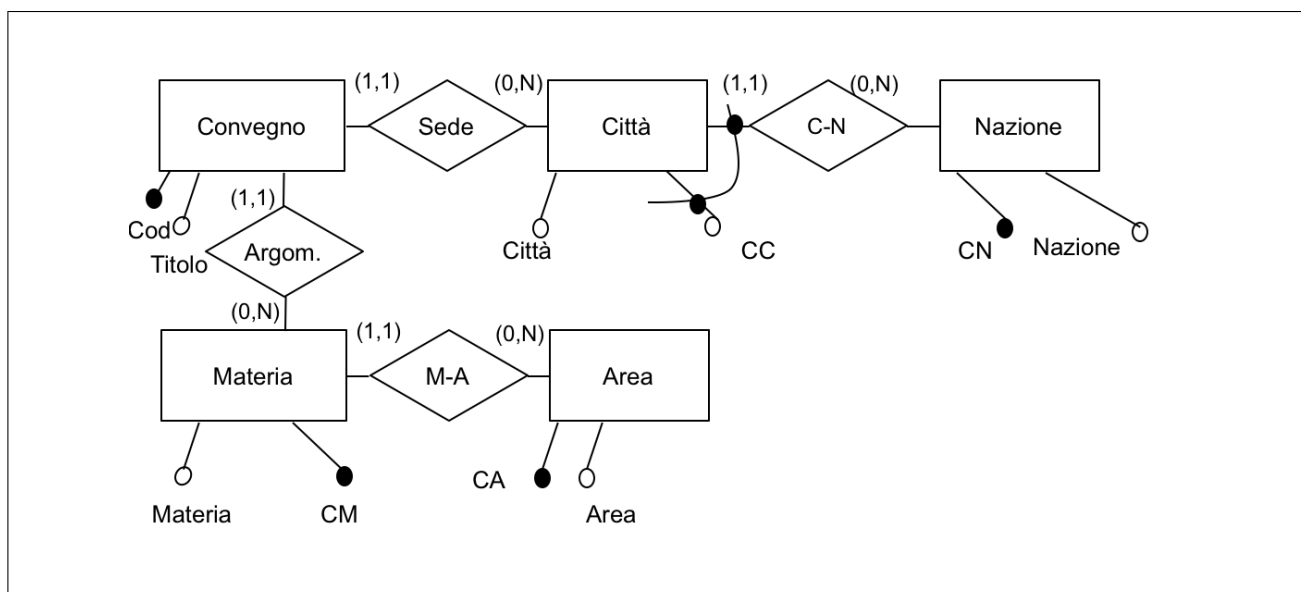 (1,1) (0,N) (1,1) (0,N)
Convegno Sede Città C-N Nazione
(1,1)
Cod
Titolo Argom. Città CC CN Nazione
(0,N) (1,1) (0,N)
Materia M-A Area
CA
Materia CM Area